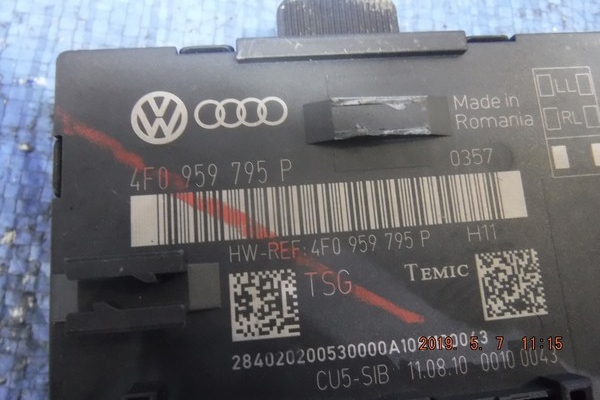 Made in
Romania
LL
RL
4F0 959 795 P
0357
HW-REF: 4F0 959 795 P H11
TSG
TEMIC
2019. 5. 7 11:15
CU5-SIB 11.08.10 0010 0043